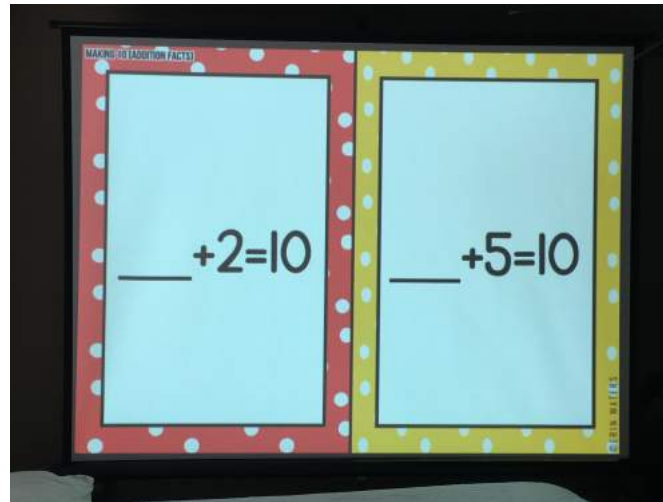 MAKING 10 (ADDITION FACTS)
___+2=10
___+5=10
©ERIN WATERS